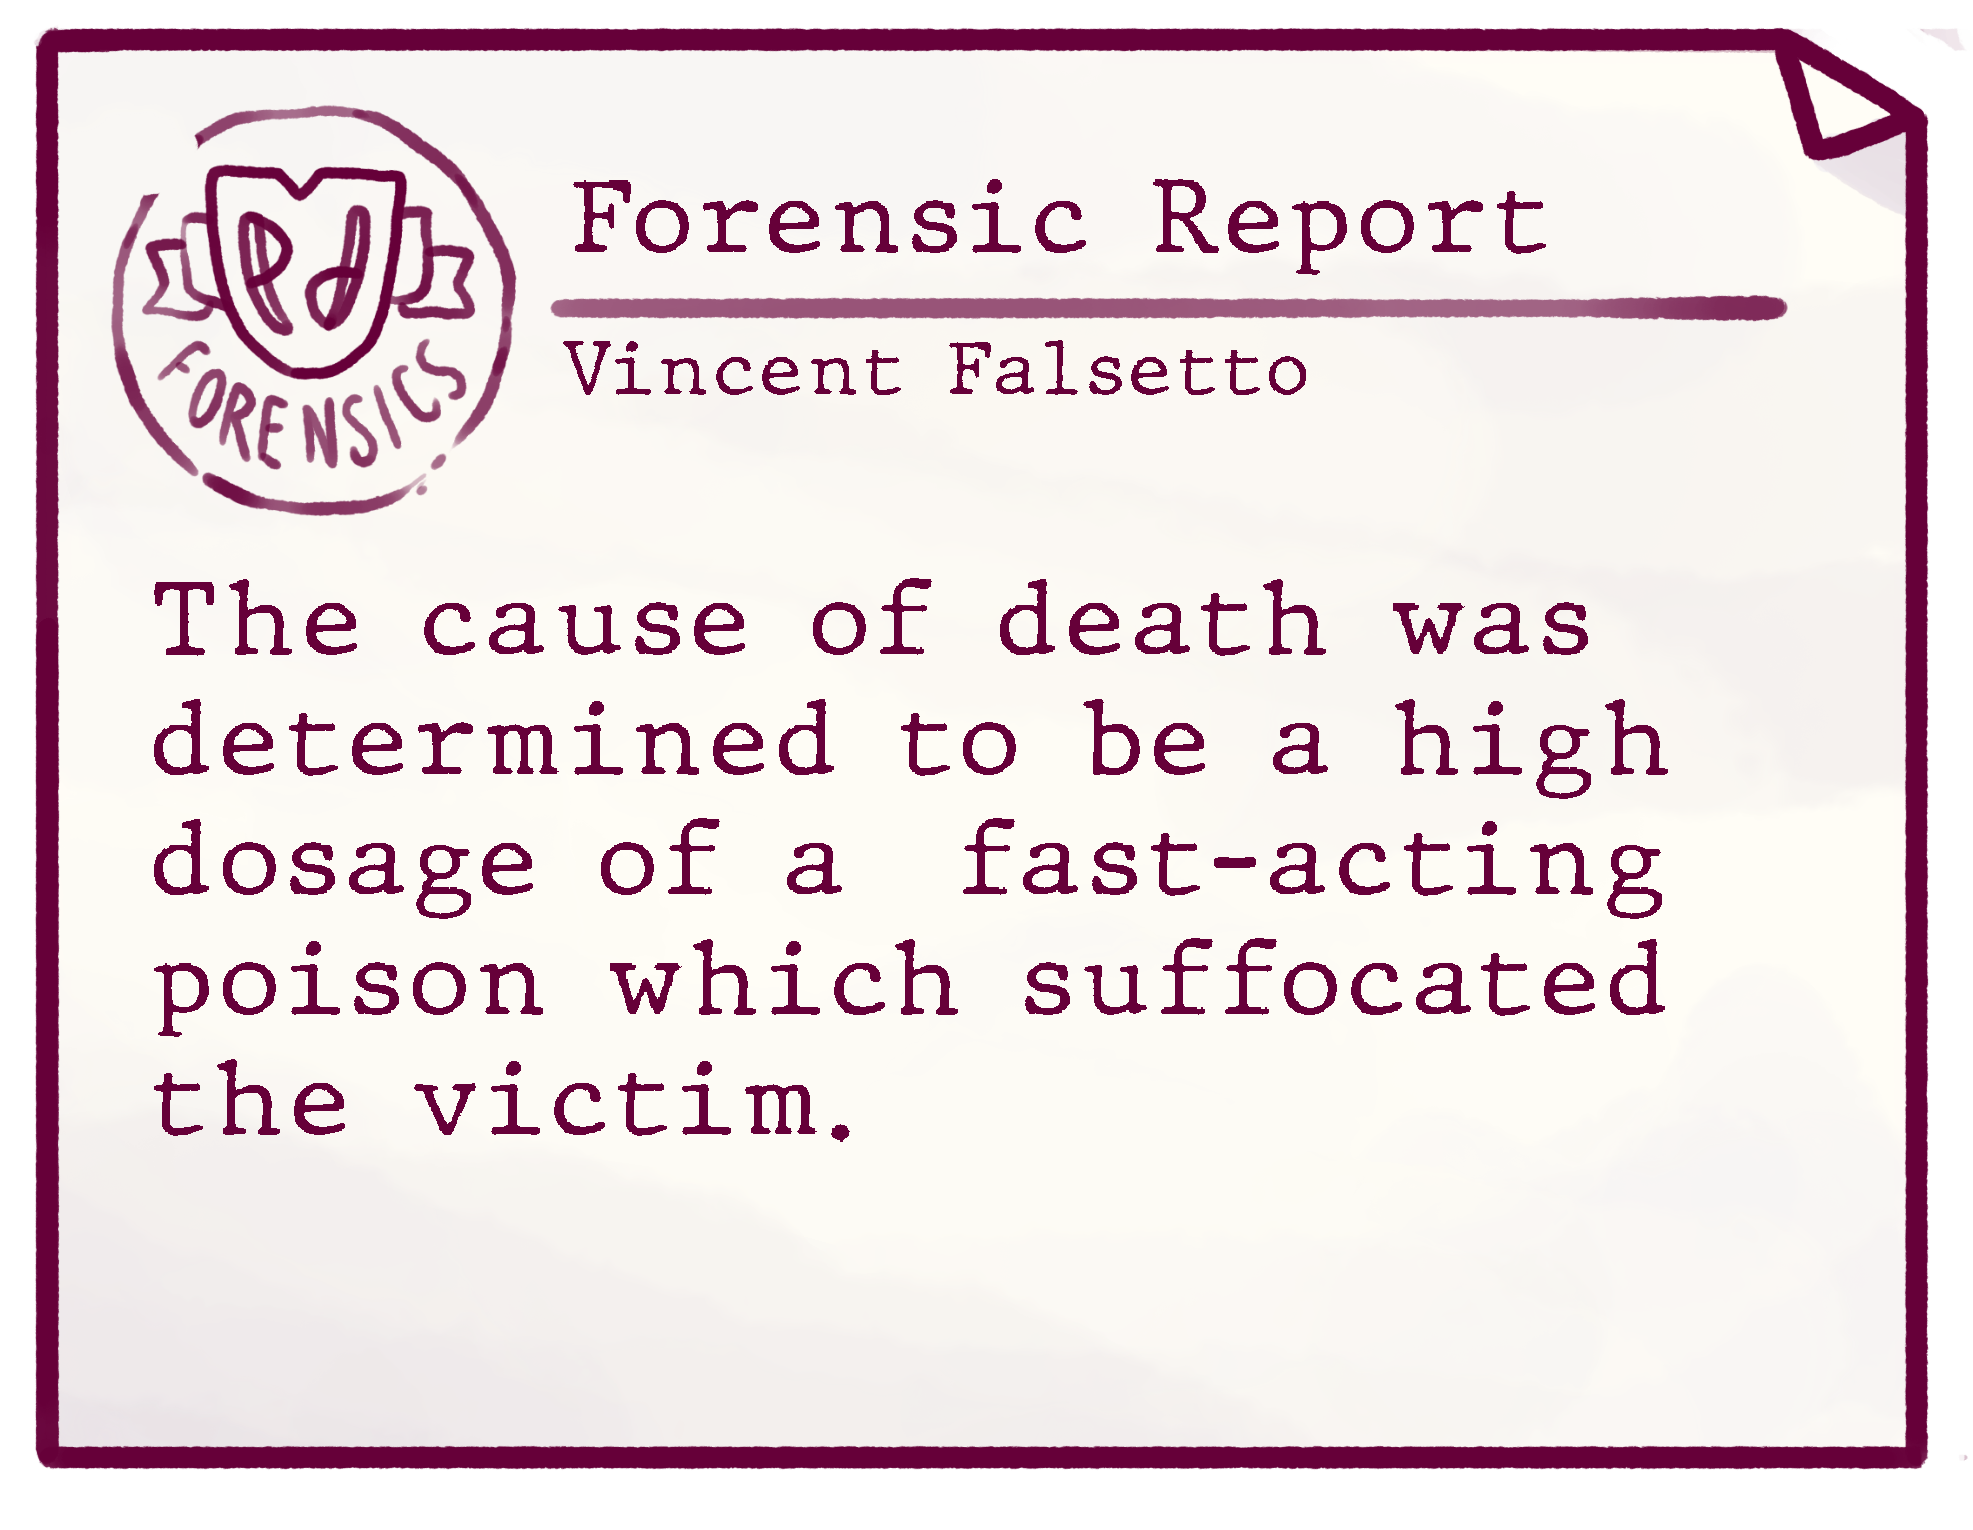 Forensic Report
Vincent Falsetto
Pd
FORENSICS
The cause of death was
determined to be a high
dosage of a  fast-acting
poison which suffocated
the victim.